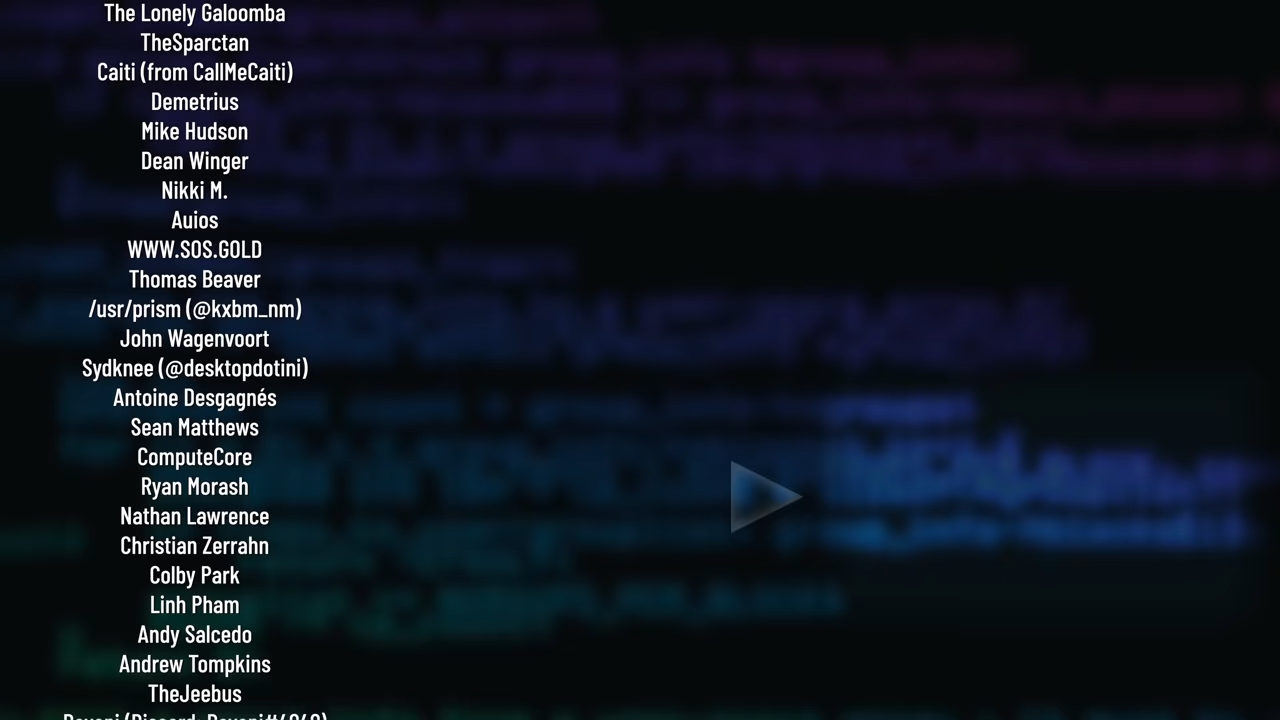 The Lonely Galoomba
TheSparctan
Caiti (from CallMeCaiti)
Demetrius
Mike Hudson
Dean Winger
Nikki M.
Auios
WWW.SOS.GOLD
Thomas Beaver
/usr/prism (@kxbm_nm)
John Wagenvoort
Sydknee (@desktopdotini)
Antoine Desgagnés
Sean Matthews
ComputeCore
Ryan Morash
Nathan Lawrence
Christian Zerrahn
Colby Park
Linh Pham
Andy Salcedo
Andrew Tompkins
TheJeebus